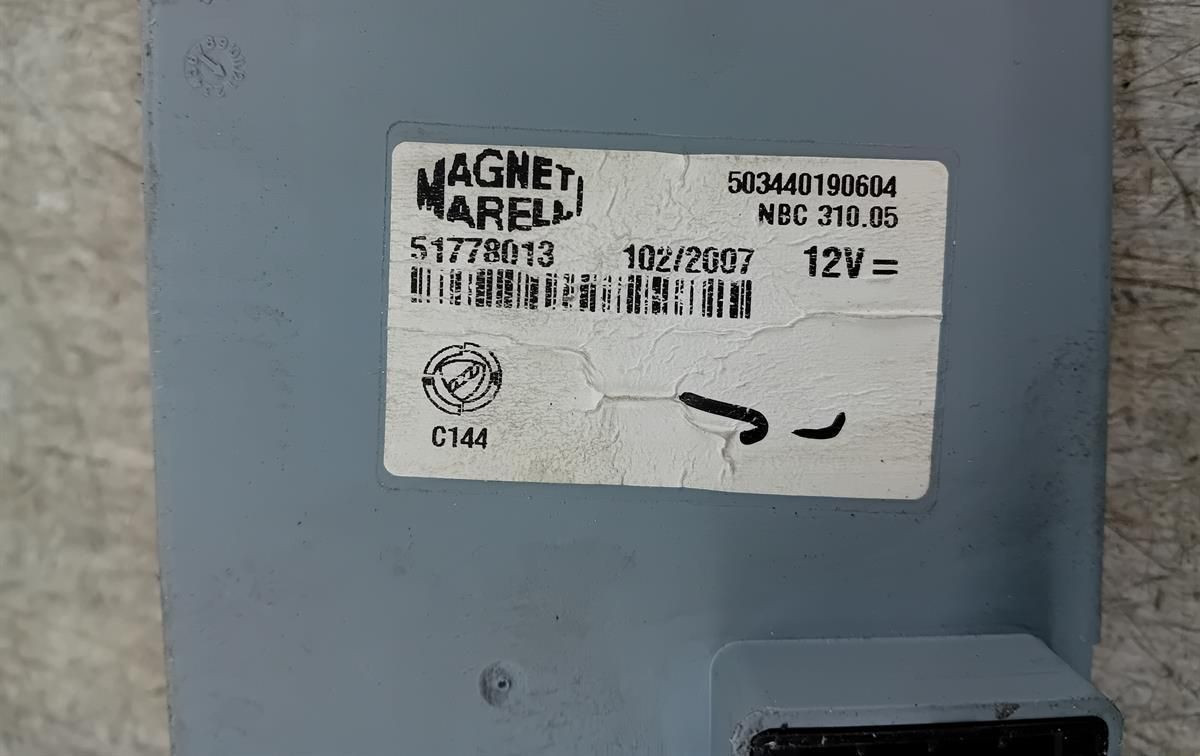 MAGNETI
MARELLI
503440190604
NBC 310.05
51778013 102/2007 12V =
C144